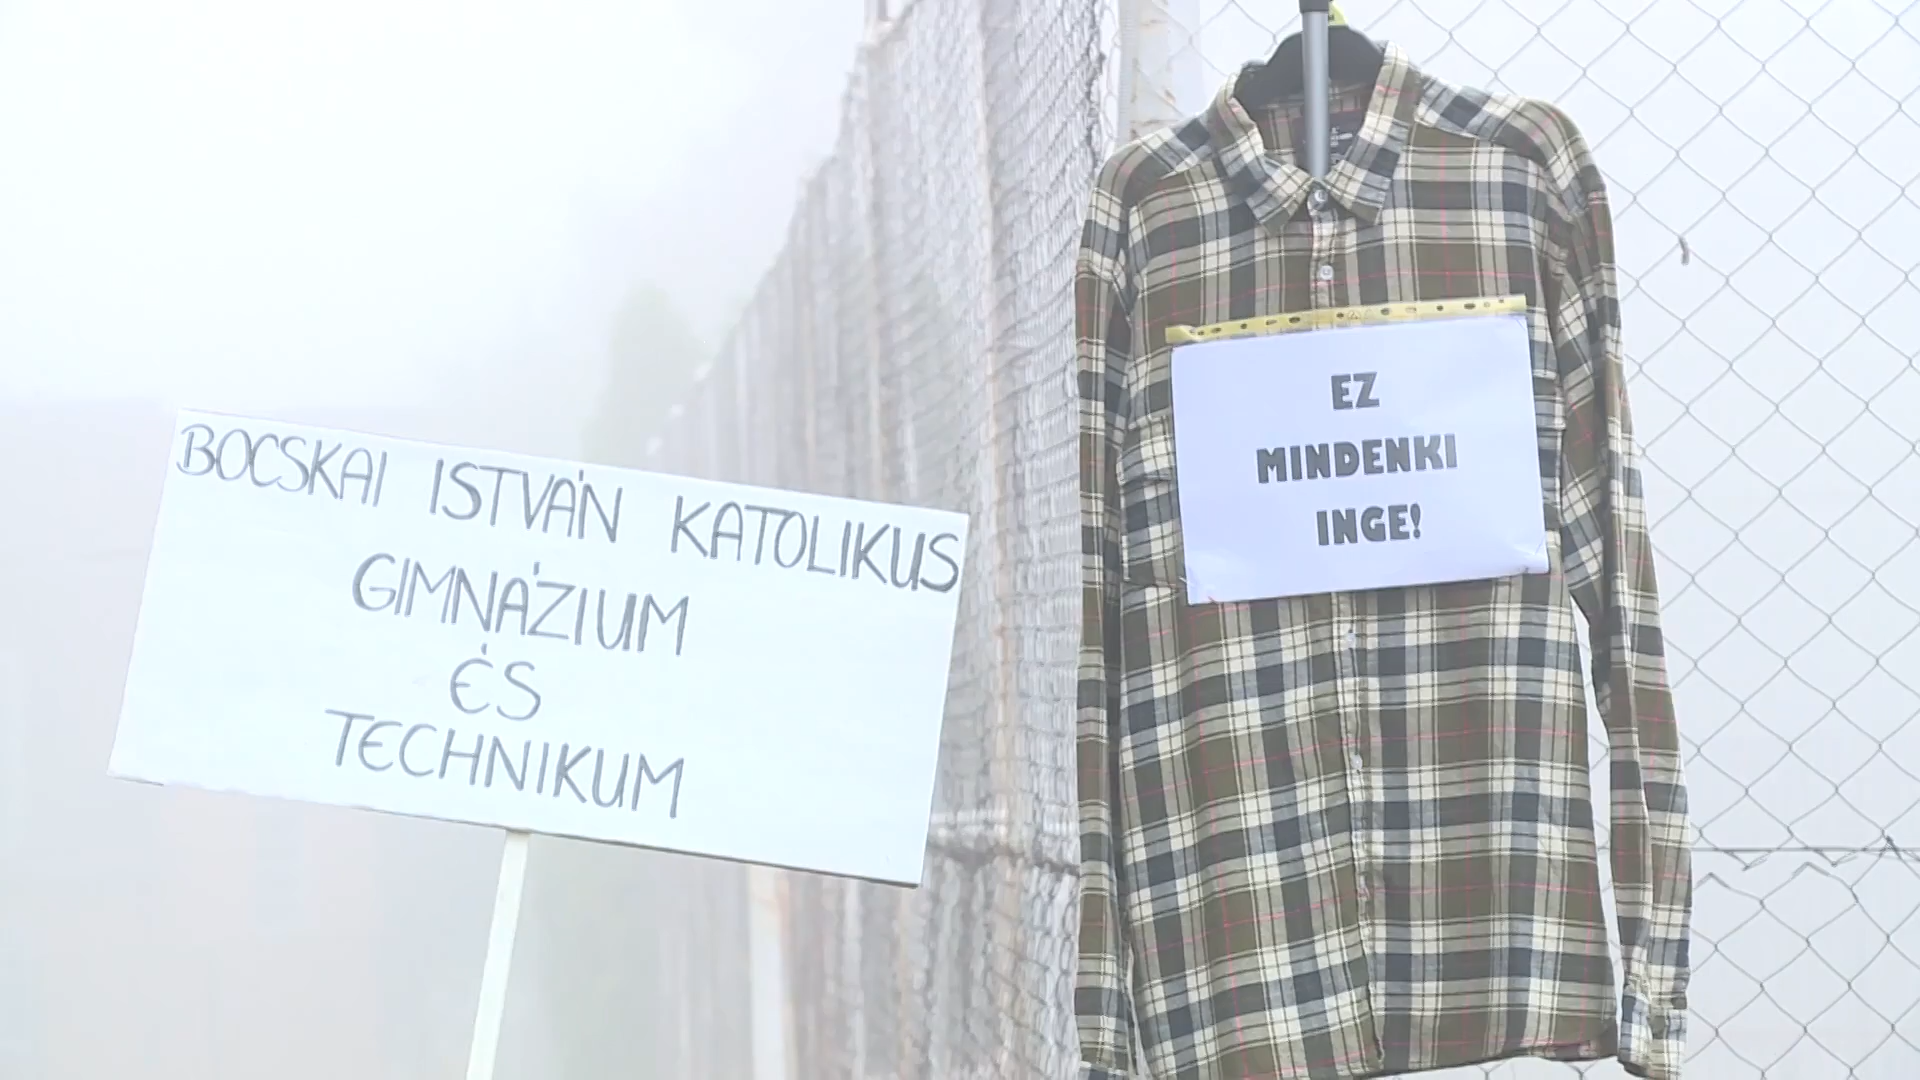 BOCSKAI ISTVÁN KATOLIKUS
GIMNÁZIUM
ÉS
TECHNIKUM
EZ
MINDENKI
INGE!